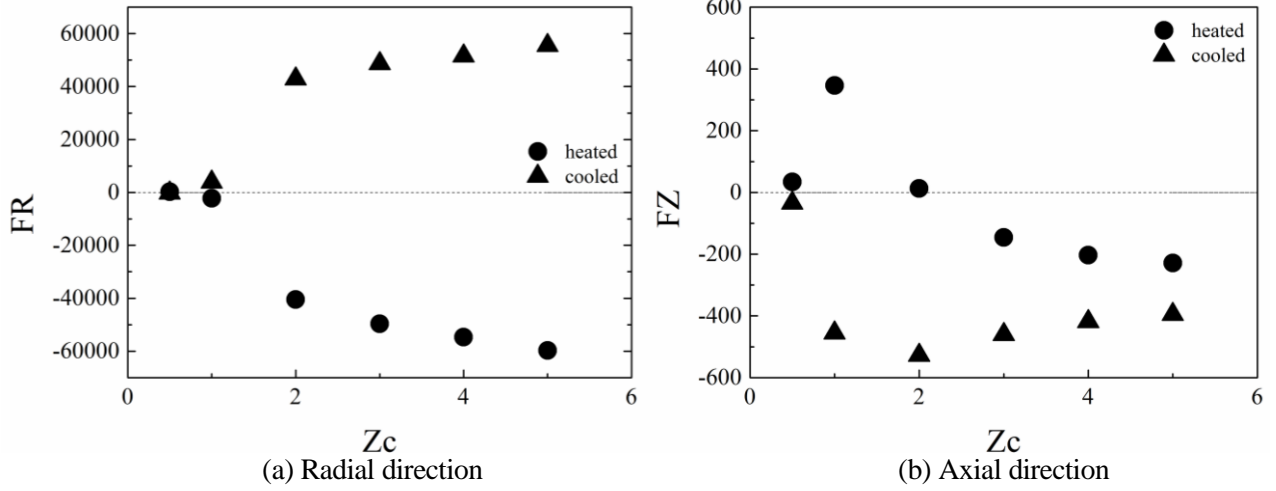 60000
40000
20000
0
-20000
-40000
-60000
FR
heated
cooled
0 2 4 6
Zc
(a) Radial direction
600
400
200
0
-200
-400
-600
FZ
heated
cooled
0 2 4 6
Zc
(b) Axial direction